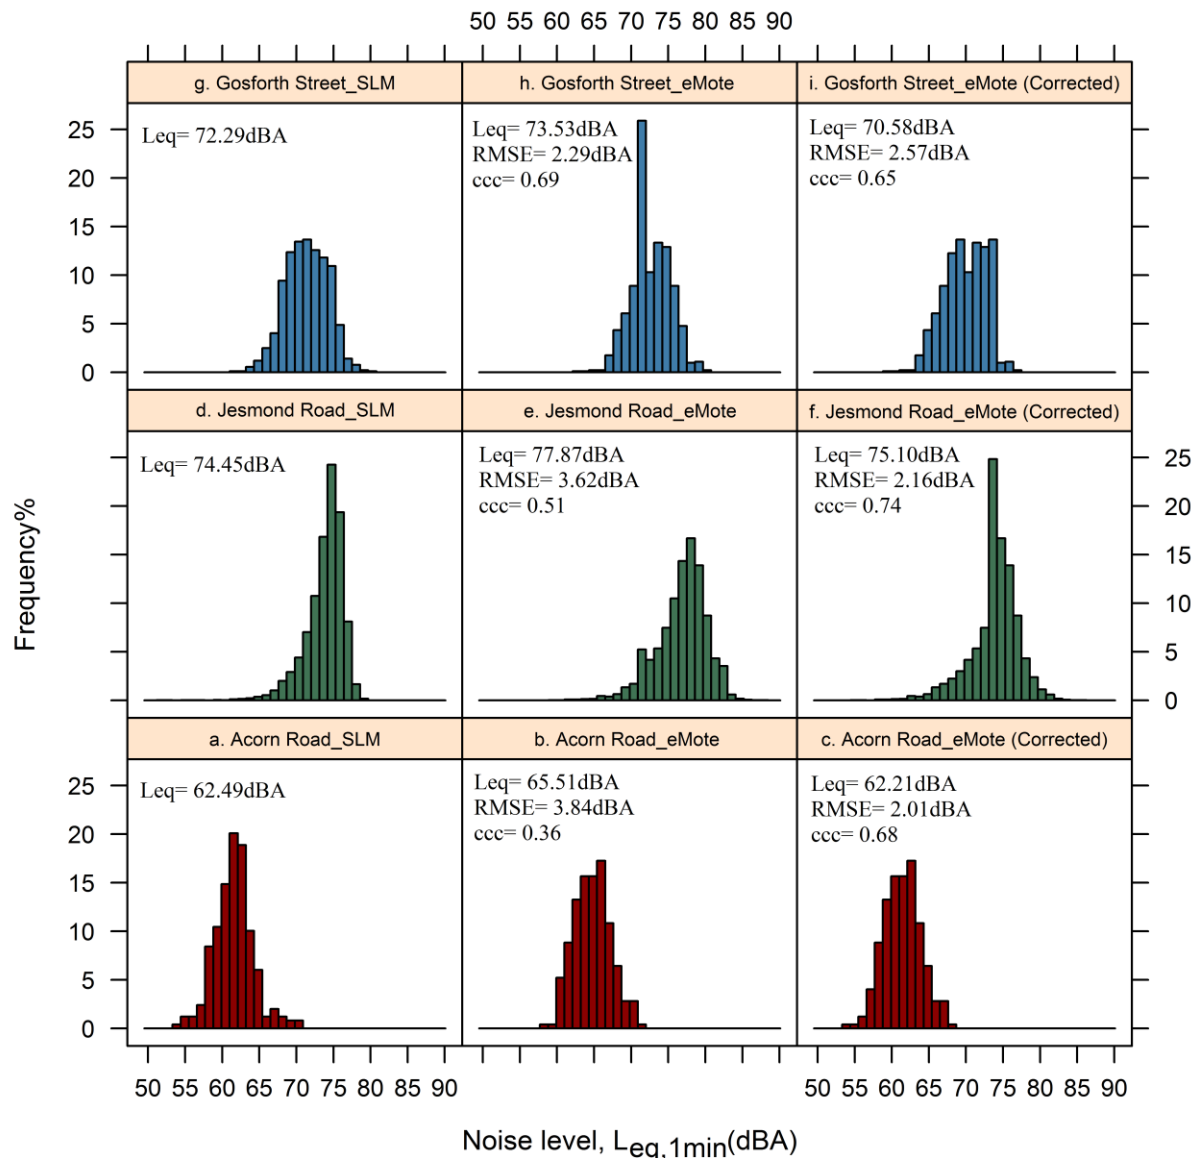 50 55 60 65 70 75 80 85 90
g. Gosforth Street_SLM
h. Gosforth Street_eMote
i. Gosforth Street_eMote (Corrected)
Leq= 72.29dBA
Leq= 73.53dBA
RMSE= 2.29dBA
ccc= 0.69
Leq= 70.58dBA
RMSE= 2.57dBA
ccc= 0.65
25
20
15
10
5
0
d. Jesmond Road_SLM
e. Jesmond Road_eMote
f. Jesmond Road_eMote (Corrected)
Leq= 74.45dBA
Leq= 77.87dBA
RMSE= 3.62dBA
ccc= 0.51
Leq= 75.10dBA
RMSE= 2.16dBA
ccc= 0.74
25
20
15
10
5
0
Frequency%
a. Acorn Road_SLM
b. Acorn Road_eMote
c. Acorn Road_eMote (Corrected)
Leq= 62.49dBA
Leq= 65.51dBA
RMSE= 3.84dBA
ccc= 0.36
Leq= 62.21dBA
RMSE= 2.01dBA
ccc= 0.68
25
20
15
10
5
0
50 55 60 65 70 75 80 85 90
50 55 60 65 70 75 80 85 90
Noise level, Leq,1min(dBA)